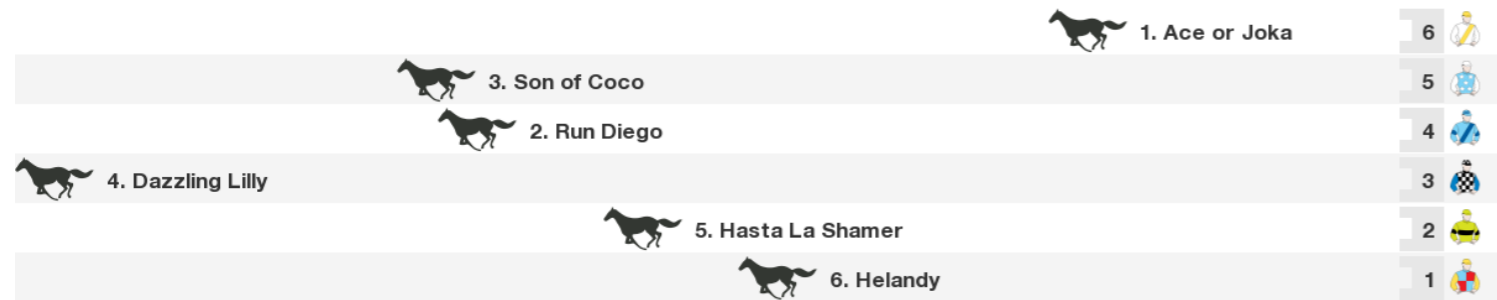 1. Ace or Joka 6
3. Son of Coco 5
2. Run Diego 4
4. Dazzling Lilly 3
5. Hasta La Shamer 2
6. Helandy 1